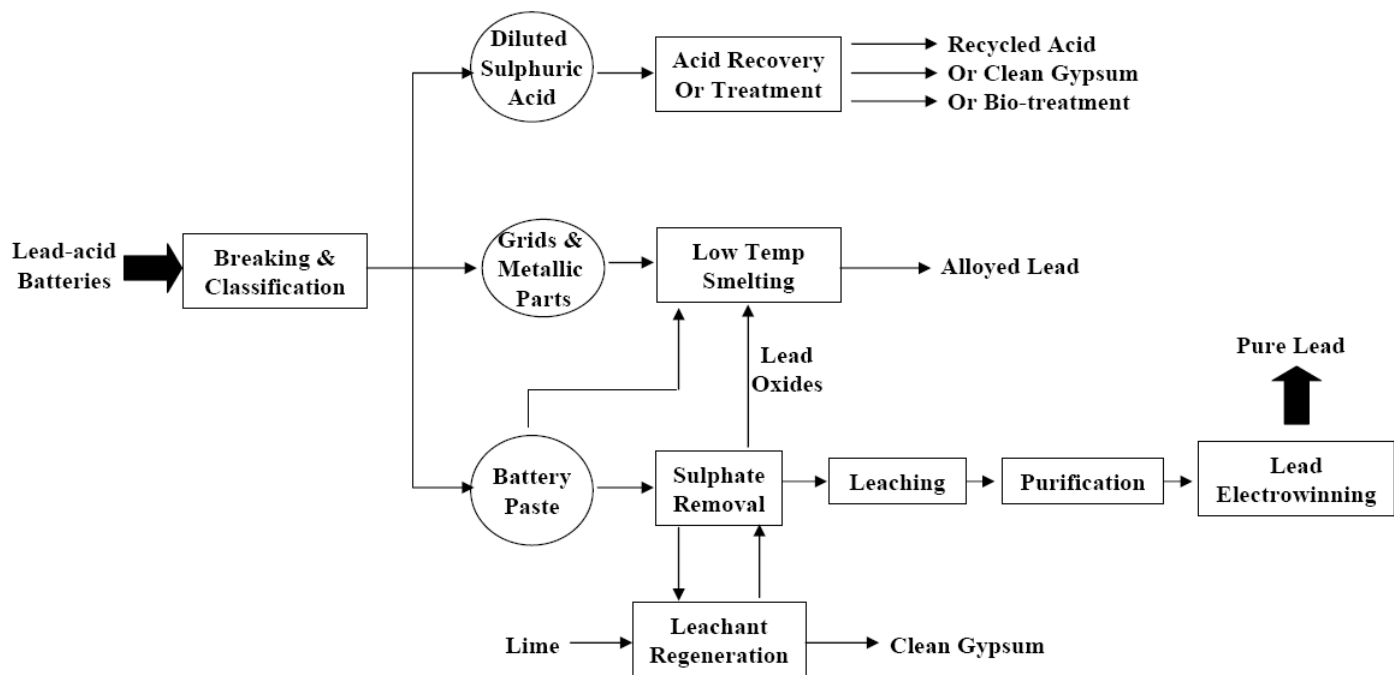 Diluted
Sulphuric
Acid
Acid Recovery
Or Treatment
Recycled Acid
Or Clean Gypsum
Or Bio-treatment
Lead-acid
Batteries
Breaking &
Classification
Grids &
Metallic
Parts
Low Temp
Smelting
Alloyed Lead
Lead
Oxides
Pure Lead
Battery
Paste
Sulphate
Removal
Leaching
Purification
Lead
Electrowinning
Lime
Leachant
Regeneration
Clean Gypsum